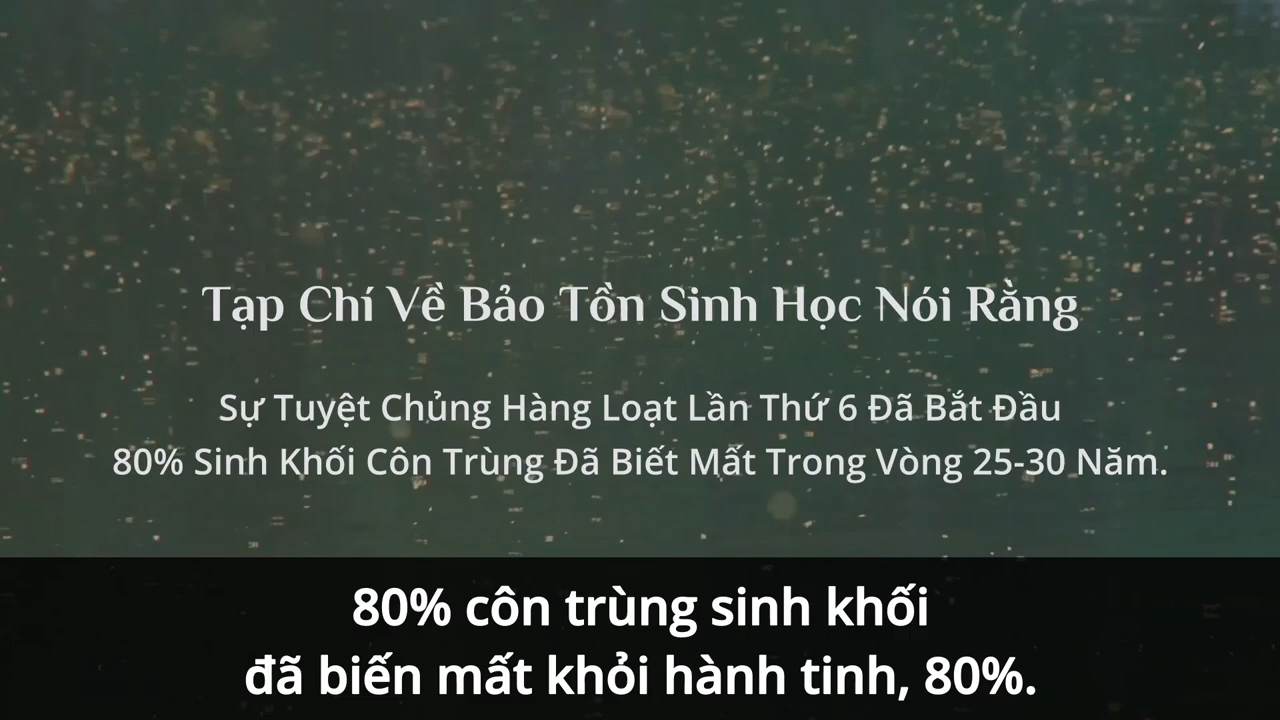 Tạp Chí Về Bảo Tồn Sinh Học Nói Rằng
Sự Tuyệt Chủng Hàng Loạt Lần Thứ 6 Đã Bắt Đầu
80% Sinh Khối Côn Trùng Đã Biết Mất Trong Vòng 25-30 Năm.
80% côn trùng sinh khối
đã biến mất khỏi hành tinh, 80%.